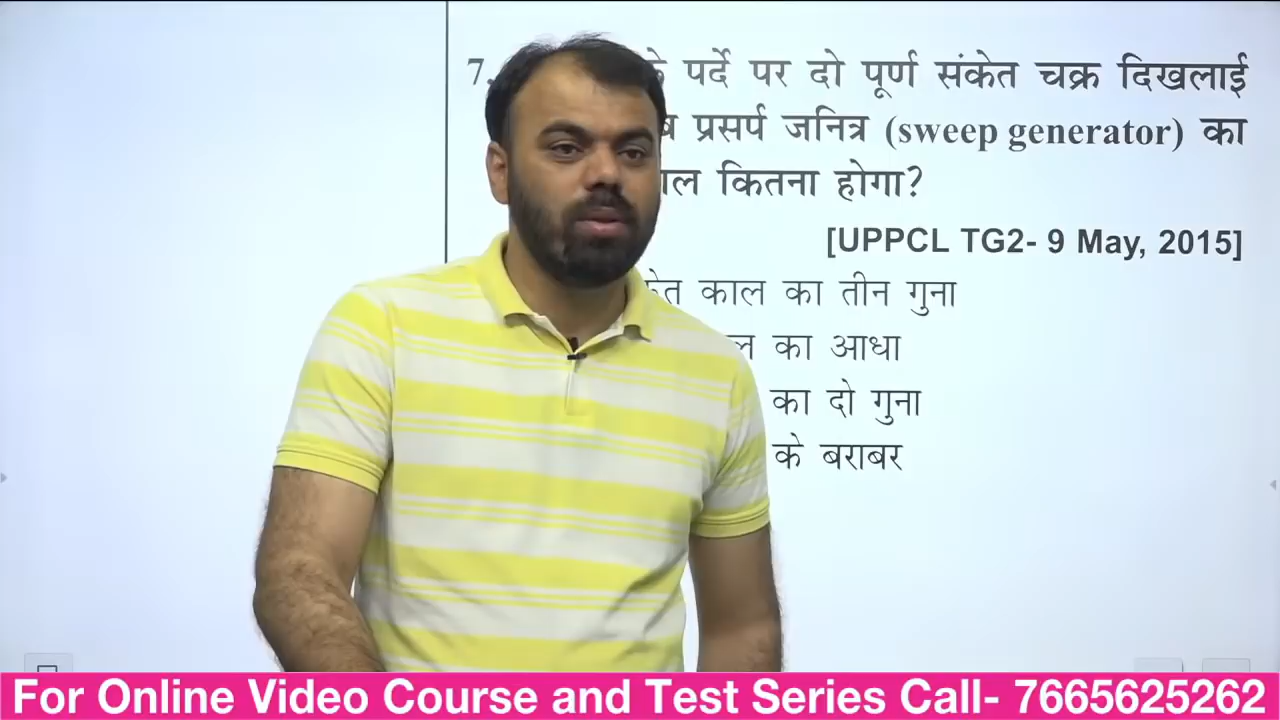 7. के पर्दे पर दो पूर्ण संकेत चक्र दिखलाई
प्रसर्प जनित्र (sweep generator) का
कितना होगा?
[UPPCL TG2- 9 May, 2015]
काल का तीन गुना
का आधा
का दो गुना
के बराबर
For Online Video Course and Test Series Call- 7665625262